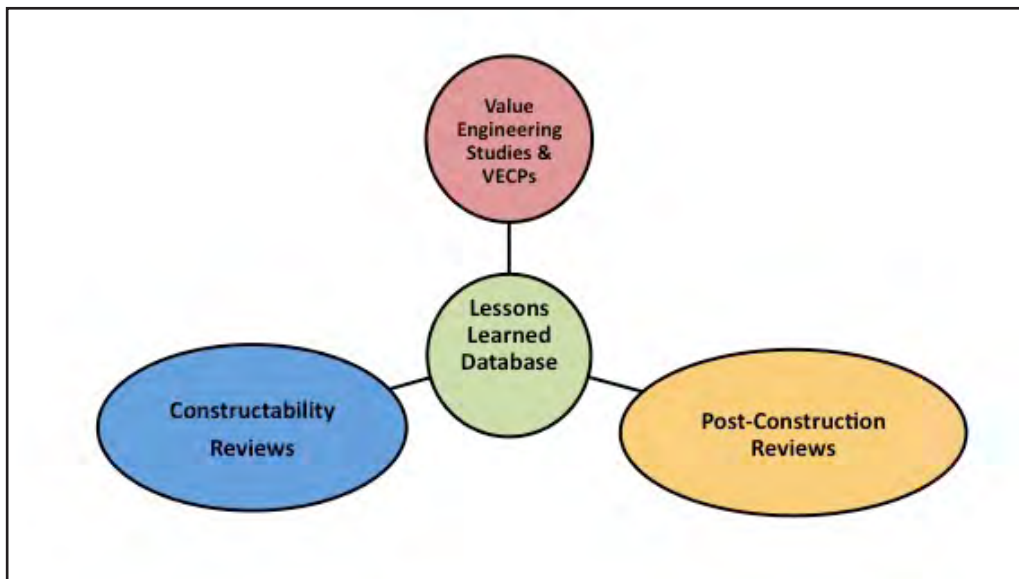 Value
Engineering
Studies &
VECPs
Lessons
Learned
Database
Constructability
Reviews
Post-Construction
Reviews